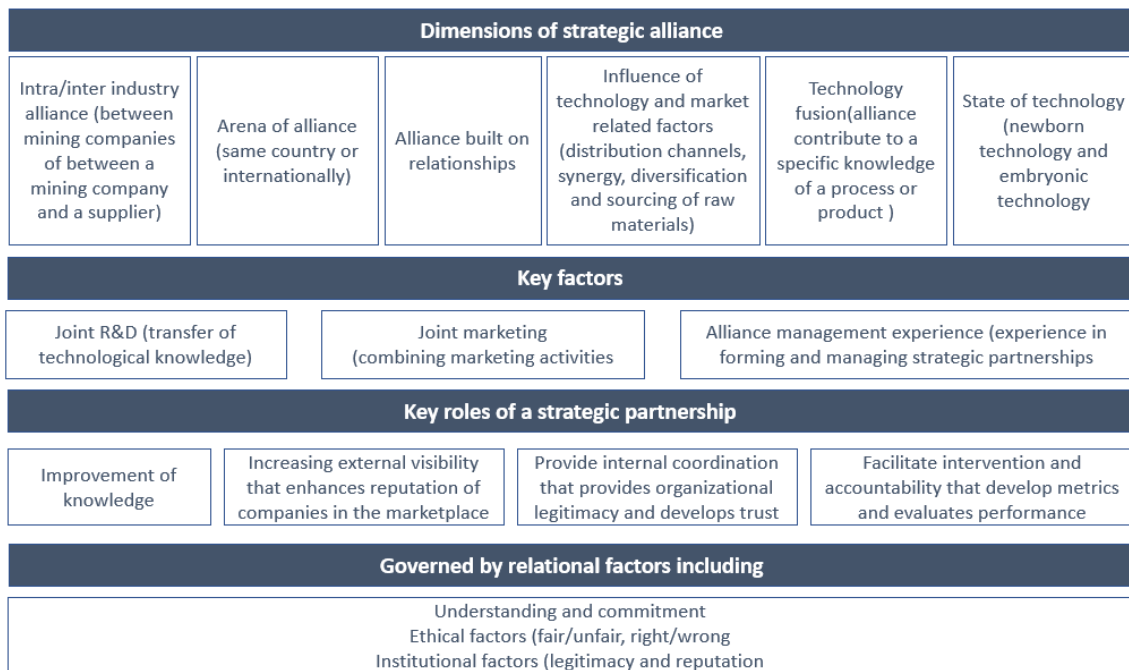 Dimensions of strategic alliance
Intra/inter industry
alliance (between
mining companies
of between a
mining company
and a supplier)
Arena of alliance
(same country or
internationally)
Alliance built on
relationships
Influence of
technology and market
related factors
(distribution channels,
synergy, diversification
and sourcing of raw
materials)
Technology
fusion(alliance
contribute to a
specific knowledge
of a process or
product )
State of technology
(newborn
technology and
embryonic
technology
Key factors
Joint R&D (transfer of
technological knowledge)
Joint marketing
(combining marketing activities
Alliance management experience (experience in
forming and managing strategic partnerships
Key roles of a strategic partnership
Improvement of
knowledge
Increasing external visibility
that enhances reputation of
companies in the marketplace
Provide internal coordination
that provides organizational
legitimacy and develops trust
Facilitate intervention and
accountability that develop metrics
and evaluates performance
Governed by relational factors including
Understanding and commitment
Ethical factors (fair/unfair, right/wrong
Institutional factors (legitimacy and reputation